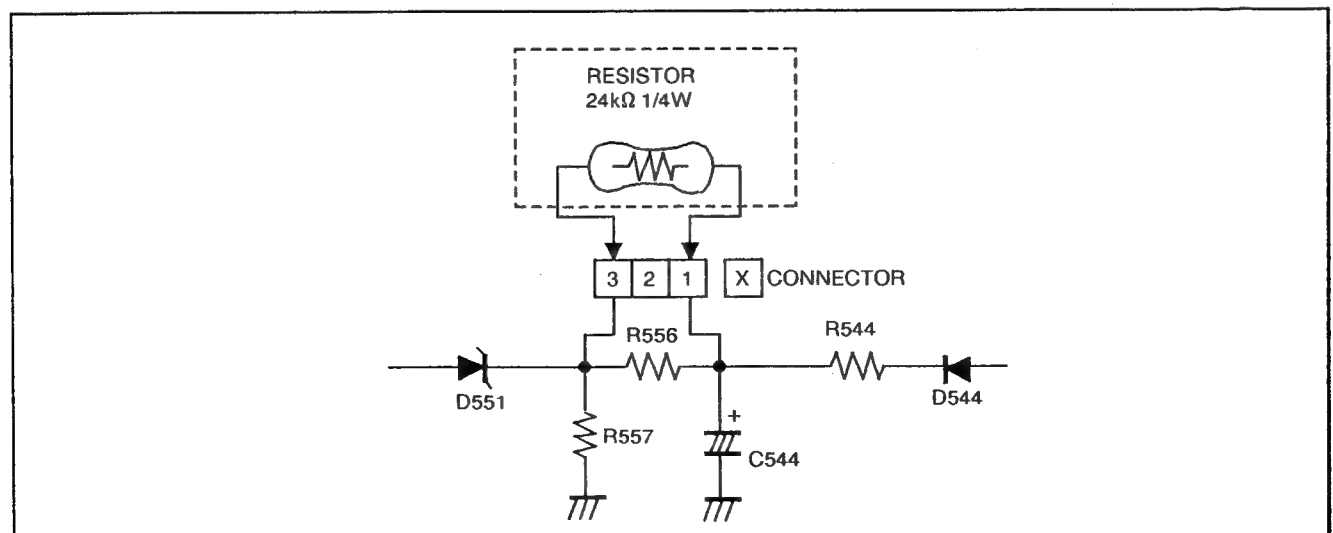 RESISTOR
24kΩ 1/4W
3 2 1 X CONNECTOR
R556
R544
D551
D544
R557
+
C544